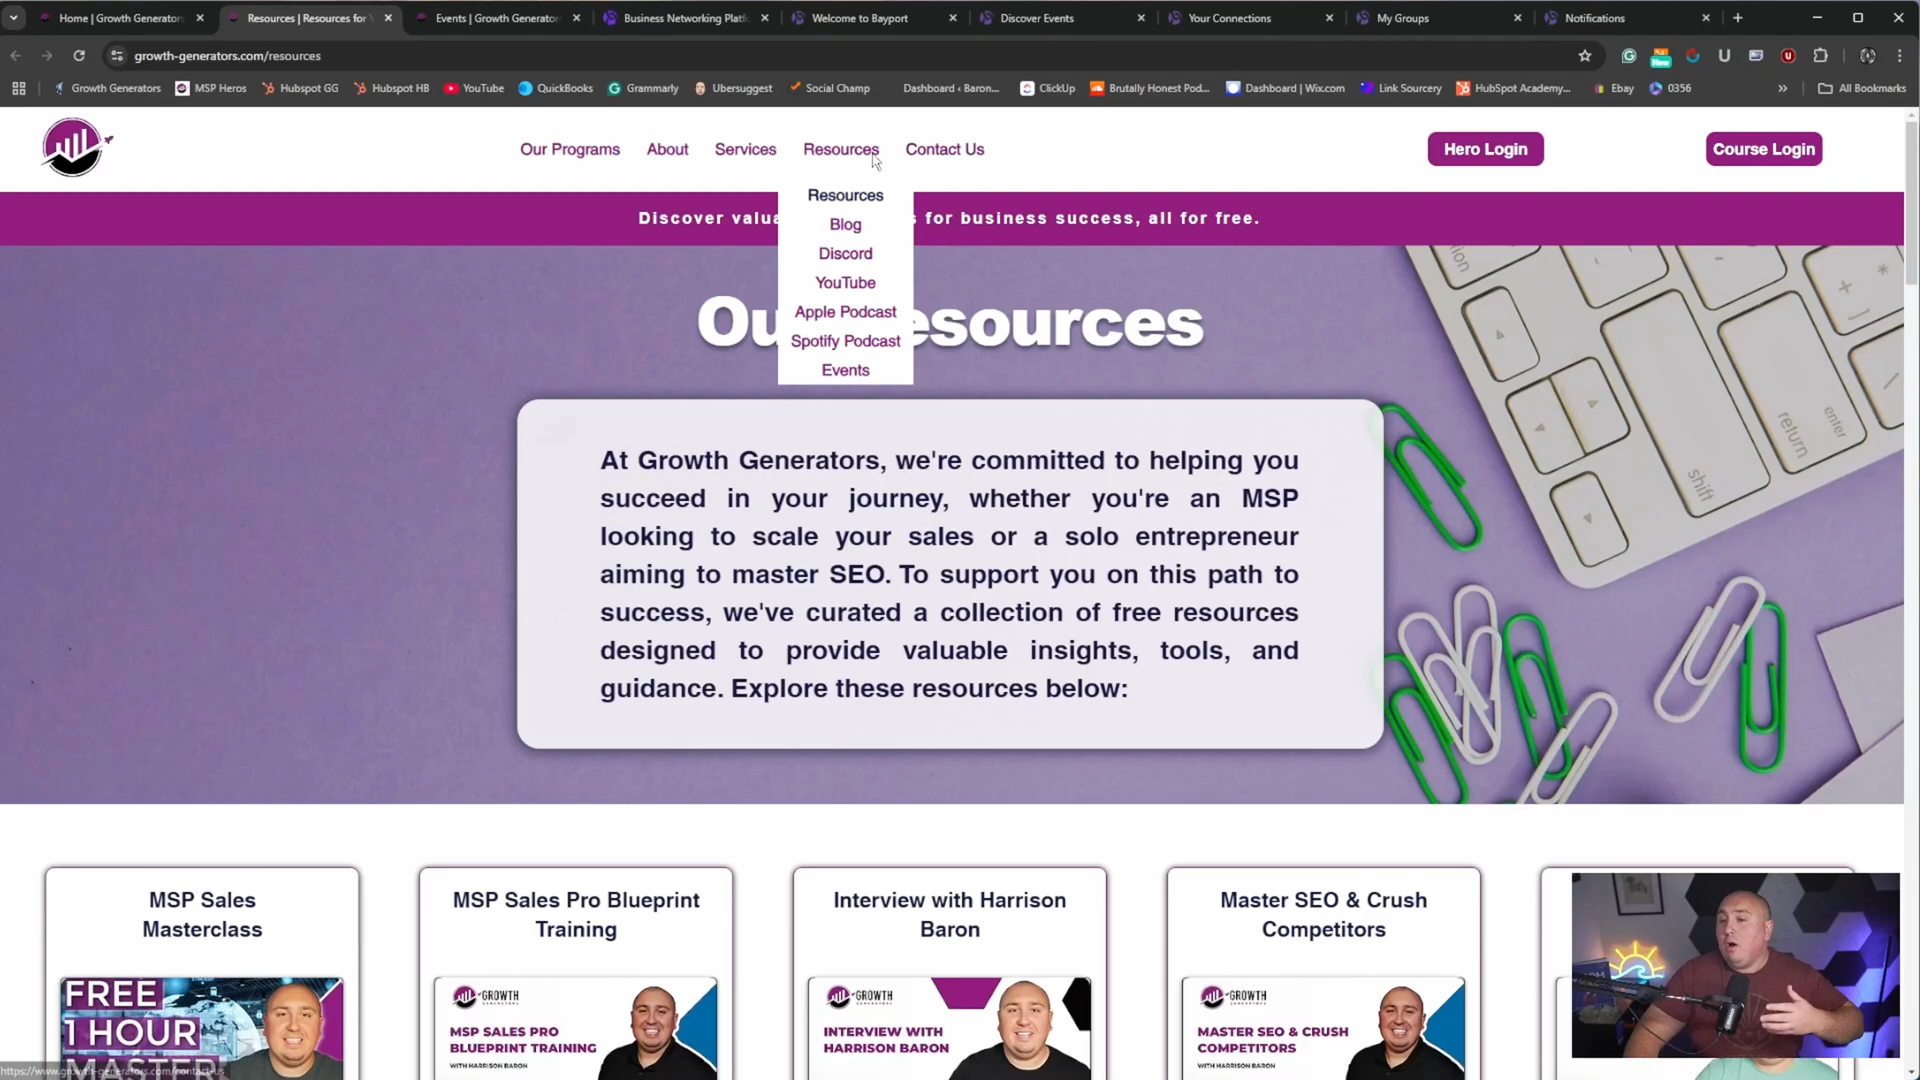 Home | Growth Generators
Resources | Resources for
Events | Growth Generator
Business Networking Platf
Welcome to Bayport
Discover Events
Your Connections
My Groups
Notifications
growth-generators.com/resources
New
Growth Generators
MSP Heros
Hubspot GG
Hubspot HB
YouTube
QuickBooks
Grammarly
Ubersuggest
Social Champ
Dashboard ‹ Baron...
ClickUp
Brutally Honest Pod...
Dashboard | Wix.com
Link Sourcery
HubSpot Academy...
Ebay
0356
All Bookmarks
Our Programs
About
Services
Resources
Contact Us
Hero Login
Course Login
Resources
Blog
Discord
YouTube
Apple Podcast
Spotify Podcast
Events
Discover valua s for business success, all for free.
Ou esources
At Growth Generators, we're committed to helping you
succeed in your journey, whether you're an MSP
looking to scale your sales or a solo entrepreneur
aiming to master SEO. To support you on this path to
success, we've curated a collection of free resources
designed to provide valuable insights, tools, and
guidance. Explore these resources below:
option
shift
enter
return
MSP Sales
Masterclass
FREE
1 HOUR
MASTER
MSP Sales Pro Blueprint
Training
GROWTH
GENERATORS
MSP SALES PRO
BLUEPRINT TRAINING
WITH HARRISON BARON
Interview with Harrison
Baron
GROWTH
GENERATORS
INTERVIEW WITH
HARRISON BARON
Master SEO & Crush
Competitors
GROWTH
GENERATORS
MASTER SEO & CRUSH
COMPETITORS
WITH HARRISON BARON
https://www.growth-generators.com/contact-us